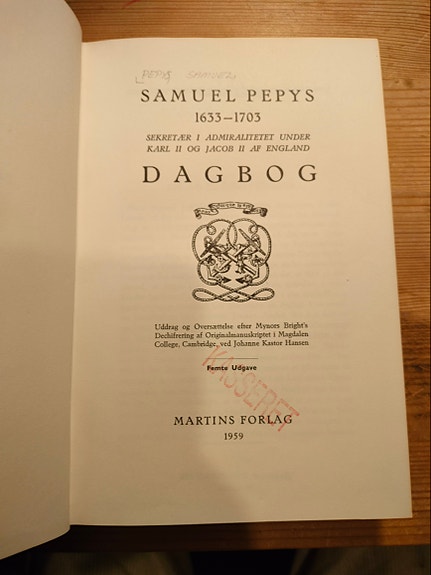 PEPYS SAMUEL
SAMUEL PEPYS
1633–1703
SEKRETÆR I ADMIRALITETET UNDER
KARL II OG JACOB II AF ENGLAND
DAGBOG
Uddrag og Oversættelse efter Mynors Bright's
Dechifrering af Originalmanuskriptet i Magdalen
College, Cambridge, ved Johanne Kastor Hansen
Femte Udgave
KASSERET
MARTINS FORLAG
1959